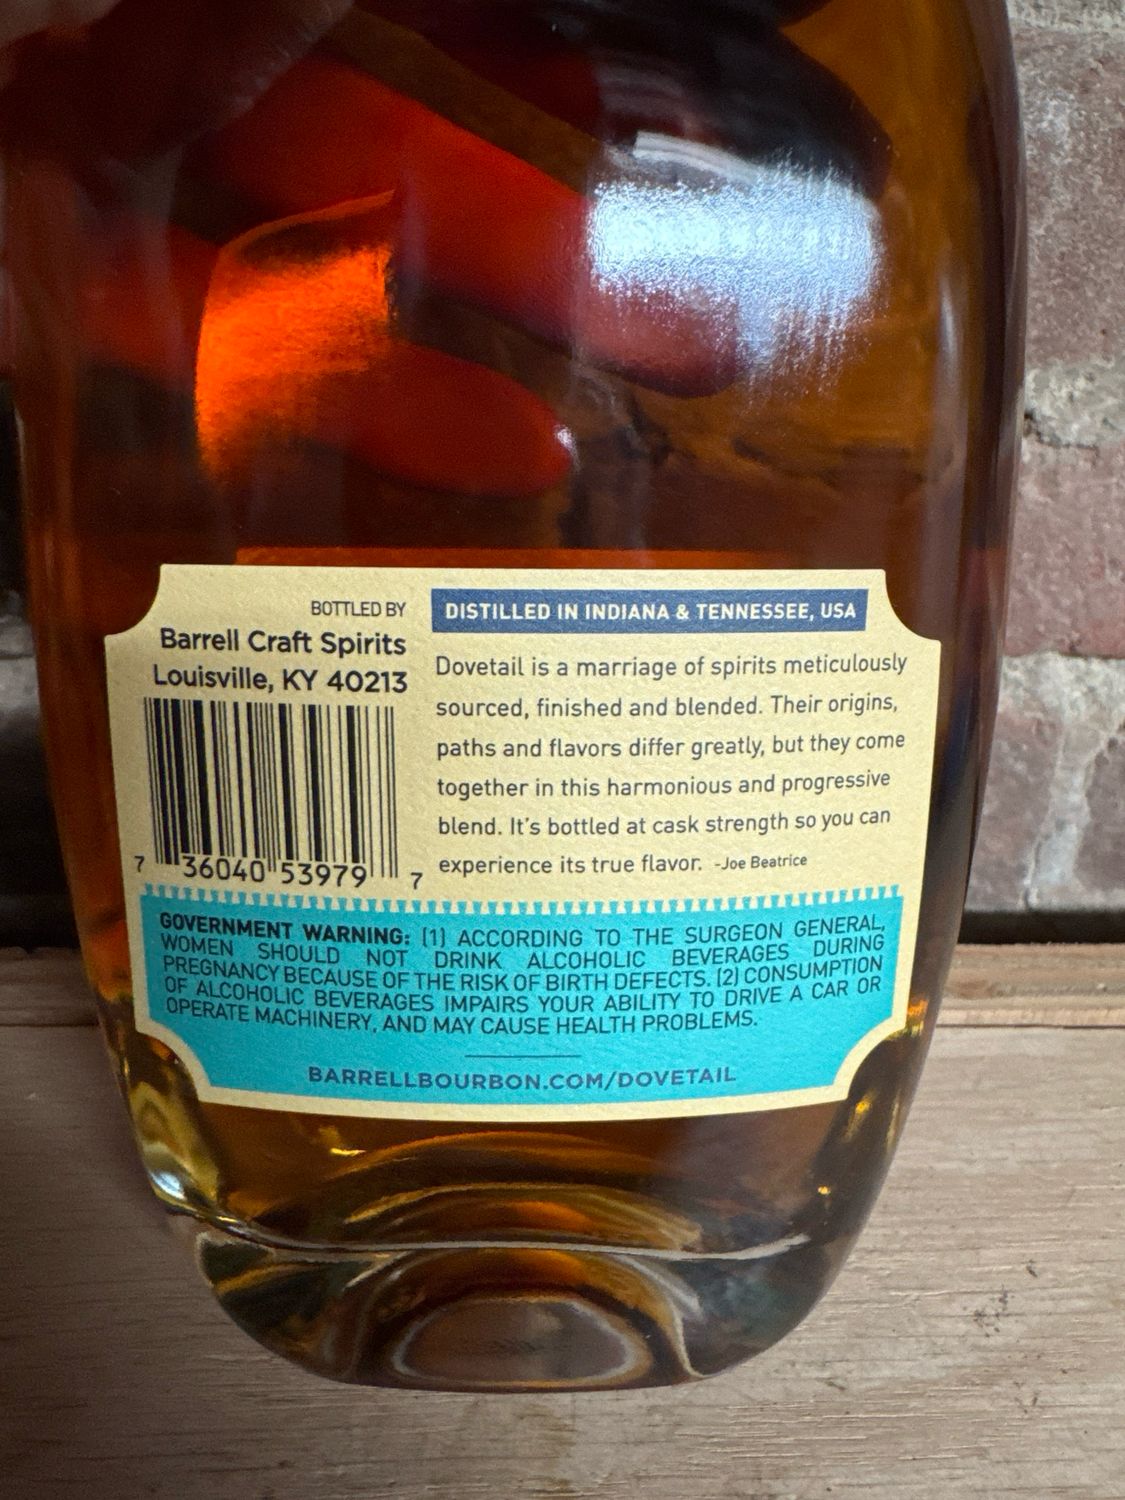 BOTTLED BY
Barrell Craft Spirits
Louisville, KY 40213
7 36040 53979 7
DISTILLED IN INDIANA & TENNESSEE, USA
Dovetail is a marriage of spirits meticulously
sourced, finished and blended. Their origins,
paths and flavors differ greatly, but they come
together in this harmonious and progressive
blend. It's bottled at cask strength so you can
experience its true flavor. -Joe Beatrice
GOVERNMENT WARNING: (1) ACCORDING TO THE SURGEON GENERAL,
WOMEN SHOULD NOT DRINK ALCOHOLIC BEVERAGES DURING
PREGNANCY BECAUSE OF THE RISK OF BIRTH DEFECTS. (2) CONSUMPTION
OF ALCOHOLIC BEVERAGES IMPAIRS YOUR ABILITY TO DRIVE A CAR OR
OPERATE MACHINERY, AND MAY CAUSE HEALTH PROBLEMS.
BARRELLBOURBON.COM/DOVETAIL